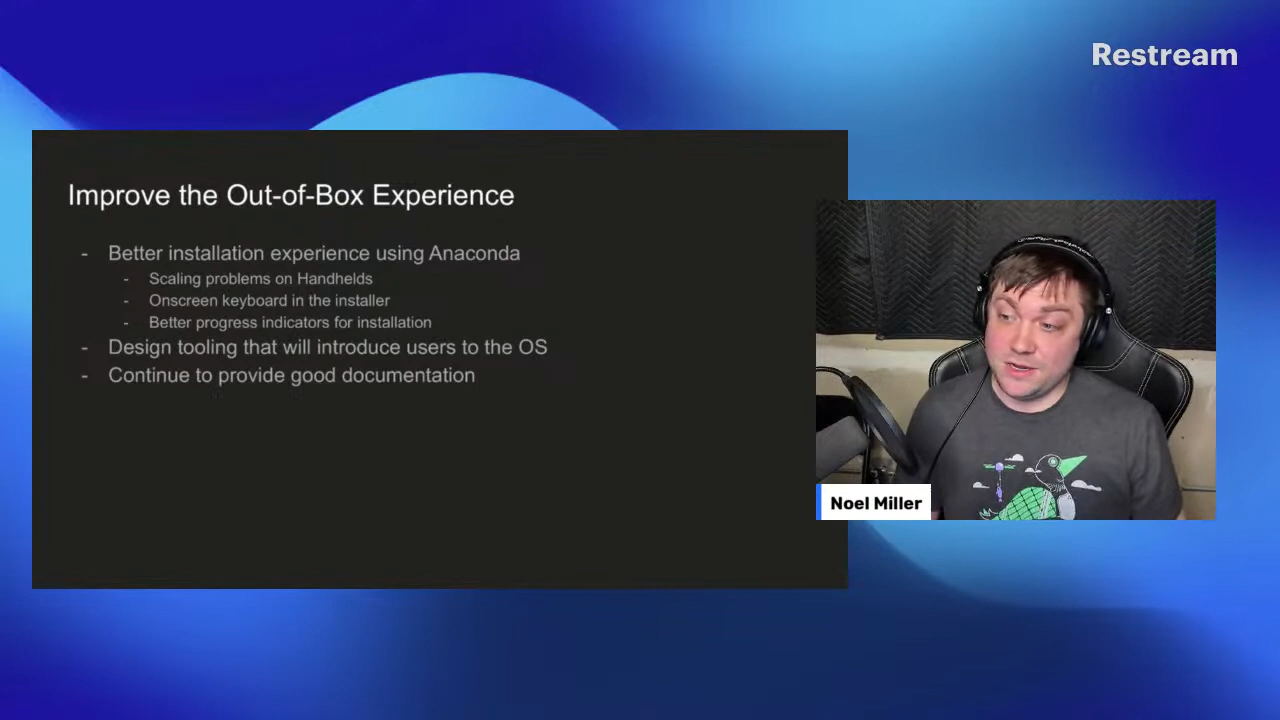 Restream
Improve the Out-of-Box Experience
- Better installation experience using Anaconda
- Scaling problems on Handhelds
- Onscreen keyboard in the installer
- Better progress indicators for installation
- Design tooling that will introduce users to the OS
- Continue to provide good documentation
Noel Miller